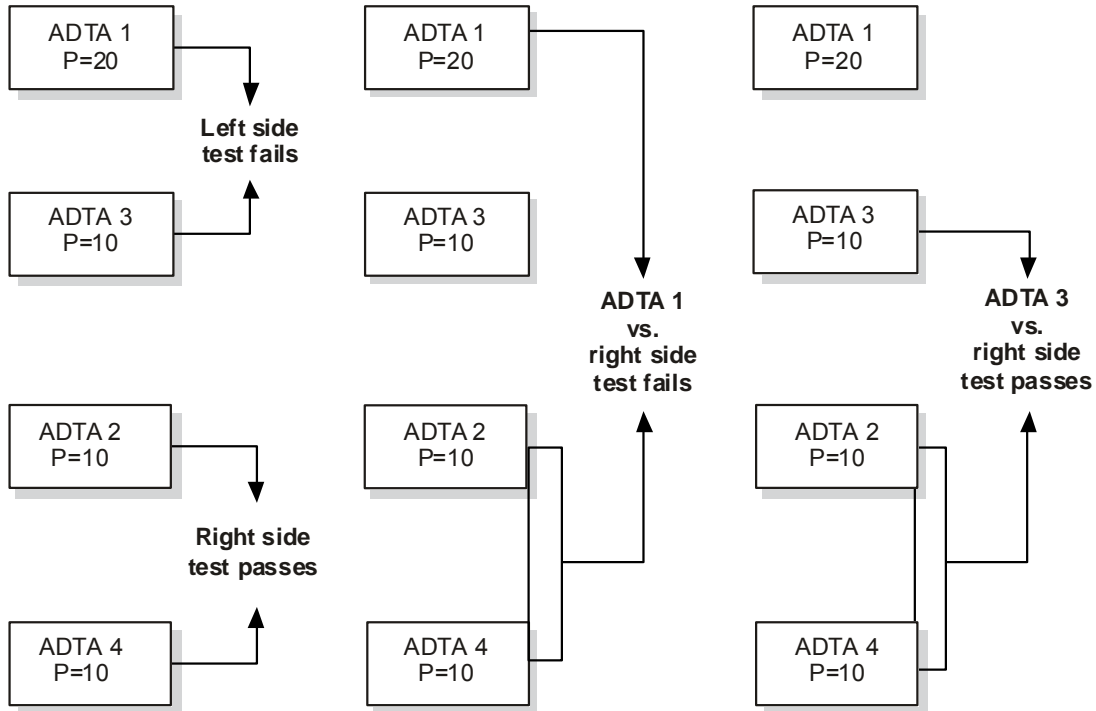 ADTA 1
P=20
Left side
test fails
ADTA 3
P=10
ADTA 2
P=10
Right side
test passes
ADTA 4
P=10
ADTA 1
P=20
ADTA 3
P=10
ADTA 1
vs.
right side
test fails
ADTA 2
P=10
ADTA 4
P=10
ADTA 1
P=20
ADTA 3
P=10
ADTA 3
vs.
right side
test passes
ADTA 2
P=10
ADTA 4
P=10